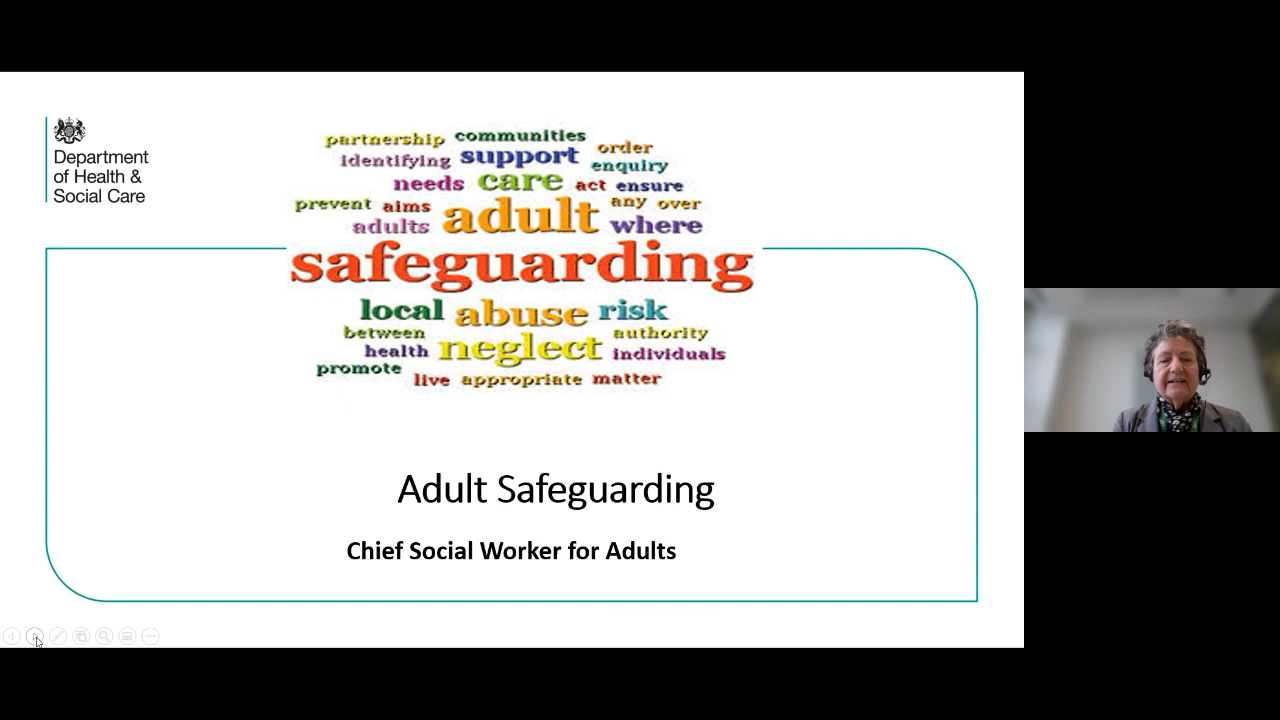 Department
of Health &
Social Care
partnership communities
order
identifying support
enquiry
needs care act ensure
prevent aims adult any over
adults where
safeguarding
local abuse risk
between authority
health neglect individuals
promote
live appropriate matter
Adult Safeguarding
Chief Social Worker for Adults